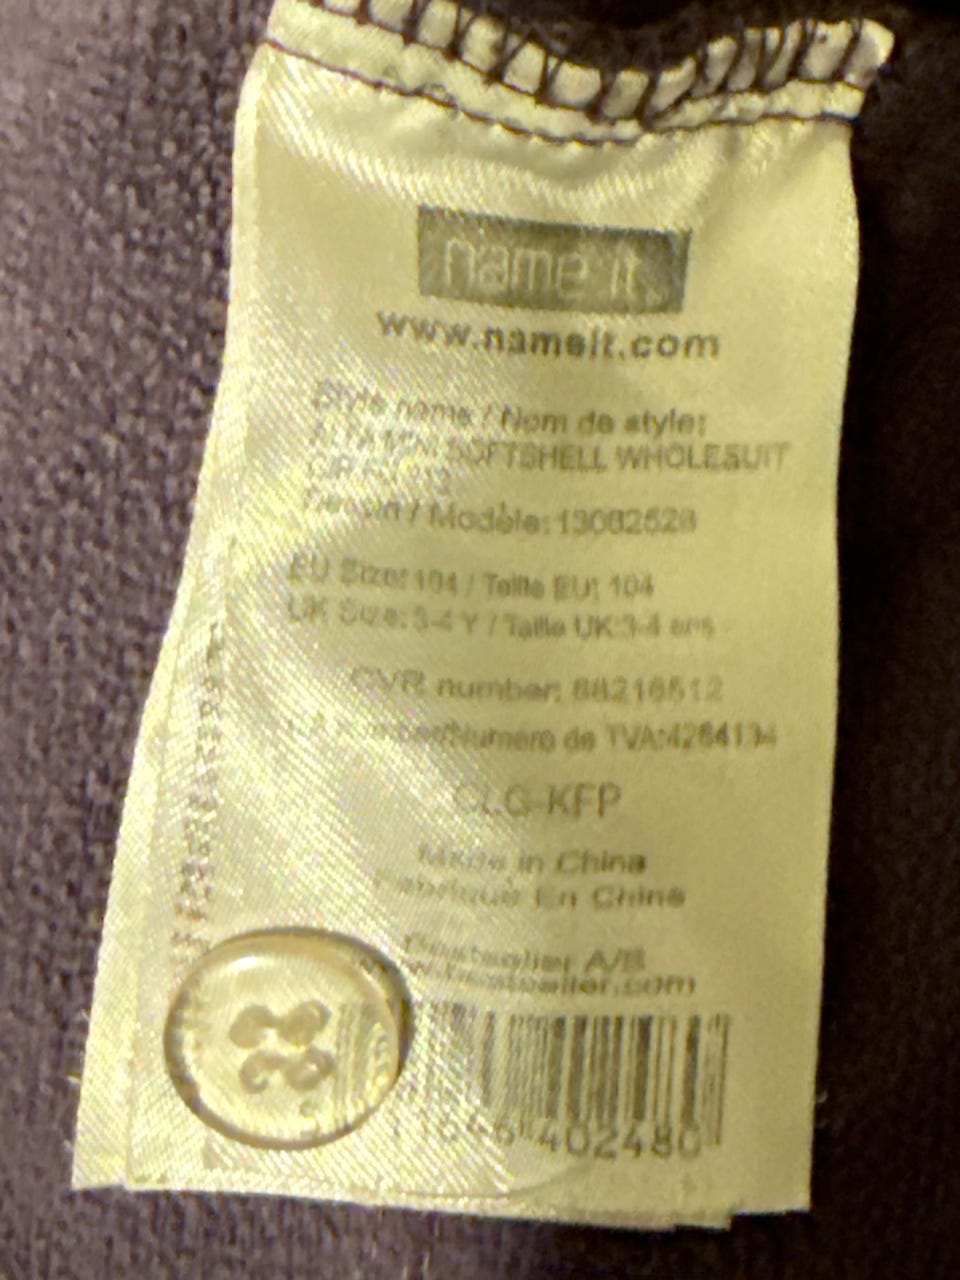 name it.
www.nameit.com
Style name / Nom de style:
SOFTSHELL WHOLESUIT
/ Modèle: 13082528
EU Size: 104 / Taille EU: 104
UK Size: 3-4 Y / Taille UK: 3-4 ans
CVR number: 88216512
Numero de TVA:4284134
CLG-KFP
Made in China
Fabrique En Chine
Bestseller A/S
www.bestseller.com
402480